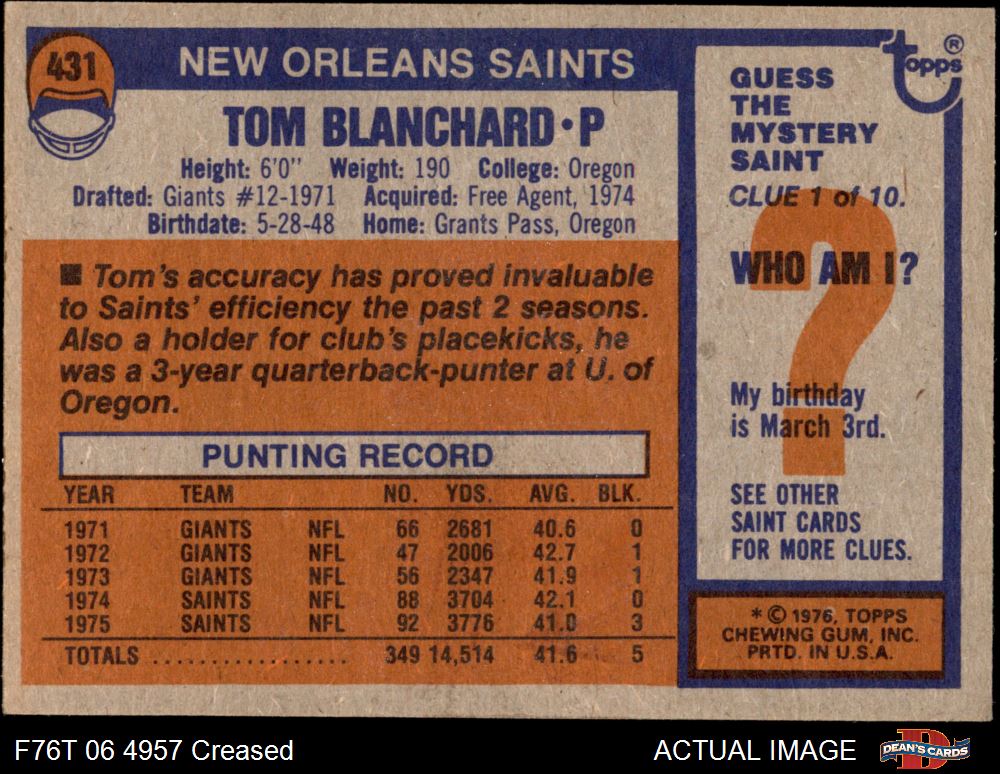 431
NEW ORLEANS SAINTS
TOM BLANCHARD•P
Height: 6'0'' Weight: 190 College: Oregon
Drafted: Giants #12-1971 Acquired: Free Agent, 1974
Birthdate: 5-28-48 Home: Grants Pass, Oregon
■ Tom's accuracy has proved invaluable
to Saints' efficiency the past 2 seasons.
Also a holder for club's placekicks, he
was a 3-year quarterback-punter at U. of
Oregon.
PUNTING RECORD
YEAR TEAM NO. YDS. AVG. BLK.
1971 GIANTS NFL 66 2681 40.6 0
1972 GIANTS NFL 47 2006 42.7 1
1973 GIANTS NFL 56 2347 41.9 1
1974 SAINTS NFL 88 3704 42.1 0
1975 SAINTS NFL 92 3776 41.0 3
TOTALS .................. 349 14,514 41.6 5
topps®
GUESS
THE
MYSTERY
SAINT
CLUE 1 of 10.
?
WHO AM I?
My birthday
is March 3rd.
SEE OTHER
SAINT CARDS
FOR MORE CLUES.
* © 1976, TOPPS
CHEWING GUM, INC.
PRTD. IN U.S.A.
F76T 06 4957 Creased
ACTUAL IMAGE
D
DEAN'S CARDS